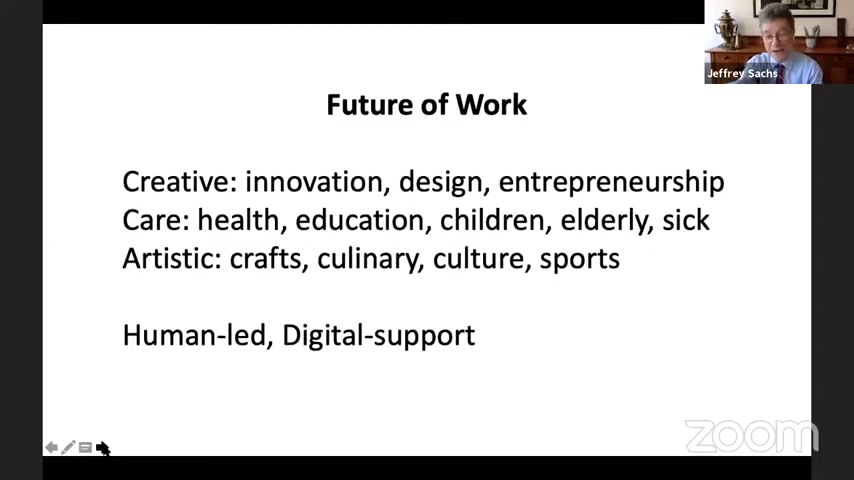 Jeffrey Sachs
Future of Work
Creative: innovation, design, entrepreneurship
Care: health, education, children, elderly, sick
Artistic: crafts, culinary, culture, sports
Human-led, Digital-support
zoom